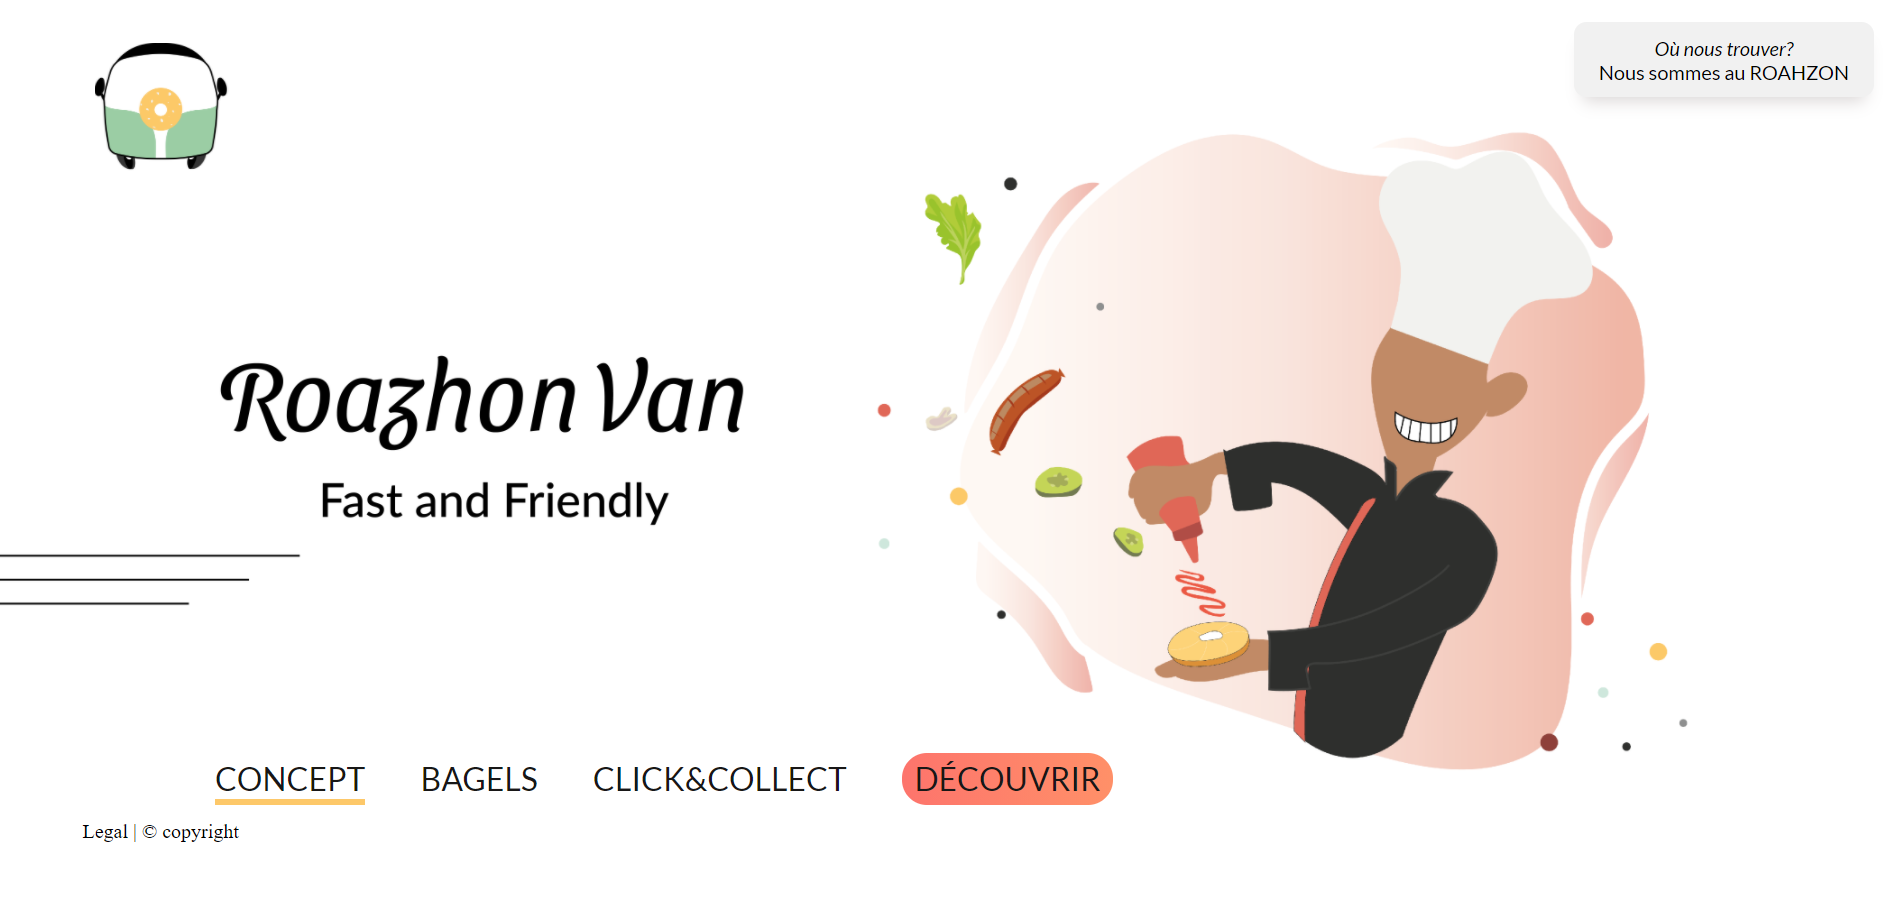 Où nous trouver?
Nous sommes au ROAHZON
Roazhon Van
Fast and Friendly
CONCEPT BAGELS CLICK&COLLECT DÉCOUVRIR
Legal | © copyright